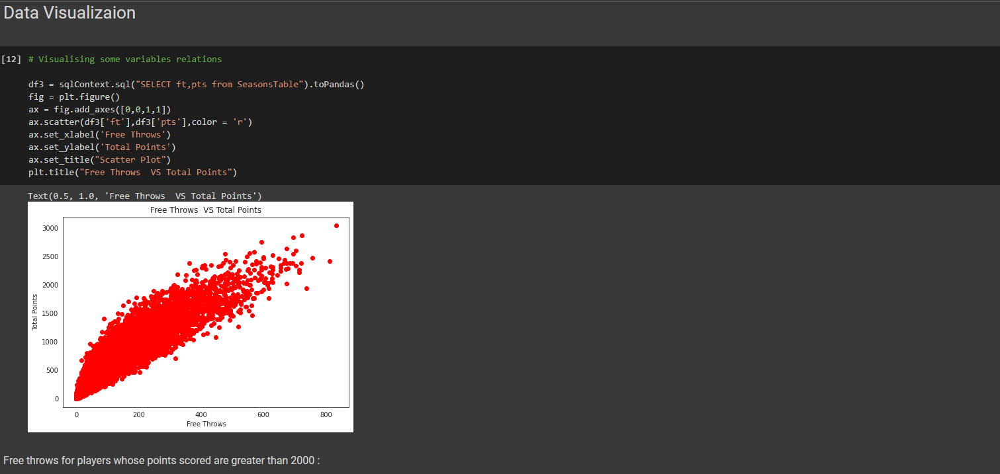 Data Visualizaion
[12] # Visualising some variables relations
df3 = sqlContext.sql("SELECT ft,pts from SeasonsTable").toPandas()
fig = plt.figure()
ax = fig.add_axes([0,0,1,1])
ax.scatter(df3['ft'],df3['pts'],color = 'r')
ax.set_xlabel('Free Throws')
ax.set_ylabel('Total Points')
ax.set_title("Scatter Plot")
plt.title("Free Throws  VS Total Points")
Text(0.5, 1.0, 'Free Throws  VS Total Points')
Free Throws  VS Total Points
3000
2500
2000
1500
1000
500
0
Total Points
0 200 400 600 800
Free Throws
Free throws for players whose points scored are greater than 2000 :